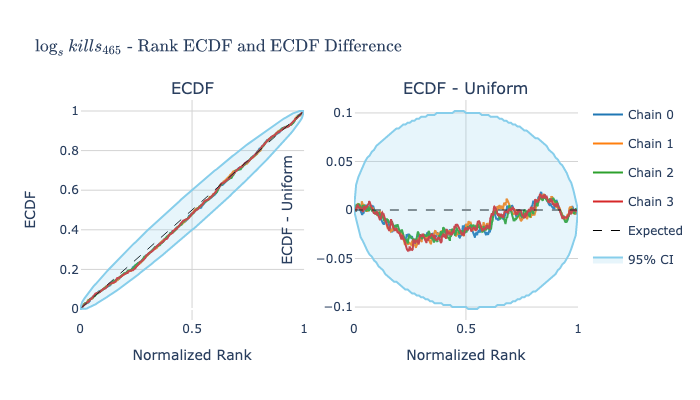 log_s kills_465 - Rank ECDF and ECDF Difference
ECDF
ECDF - Uniform
ECDF
1
0.8
0.6
0.4
0.2
0
0
0.5
1
Normalized Rank
ECDF - Uniform
0.1
0.05
0
−0.05
−0.1
0
0.5
1
Normalized Rank
Chain 0
Chain 1
Chain 2
Chain 3
Expected
95% CI